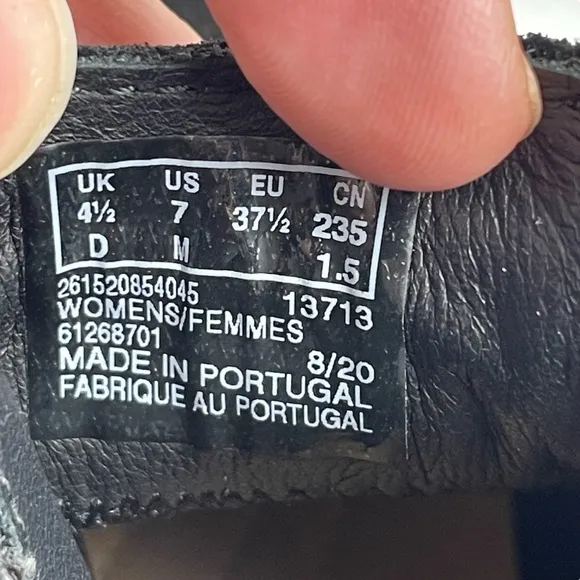 UK US EU CN
4½ 7 37½ 235
D M 1.5
261520854045 13713
WOMENS/FEMMES
61268701 8/20
MADE IN PORTUGAL
FABRIQUE AU PORTUGAL